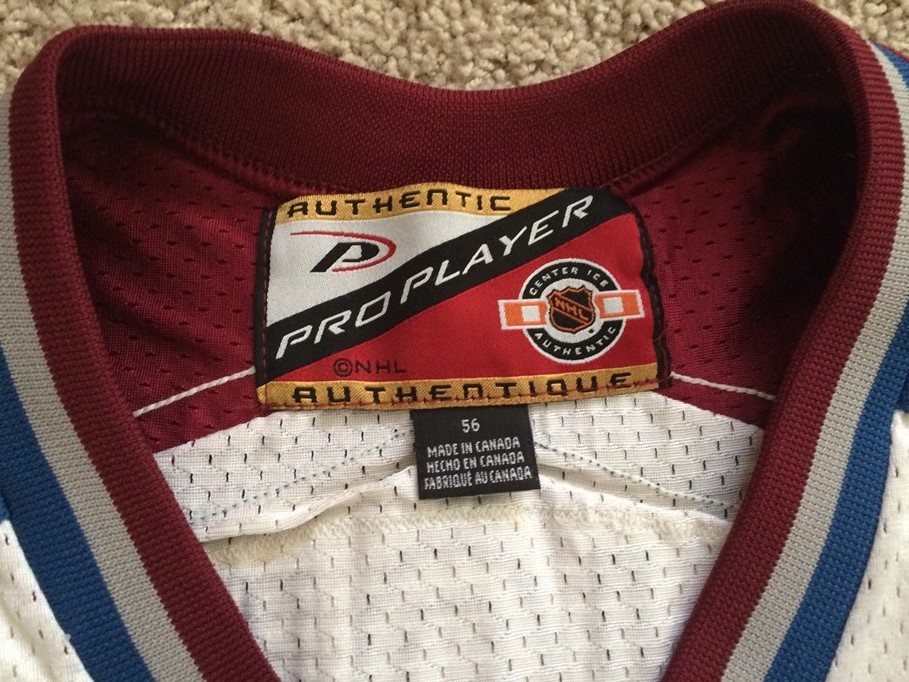 AUTHENTIC
P
PRO PLAYER
CENTER ICE
NHL
AUTHENTIC
©NHL
AUTHENTIQUE
56
MADE IN CANADA
HECHO EN CANADA
FABRIQUÉ AU CANADA